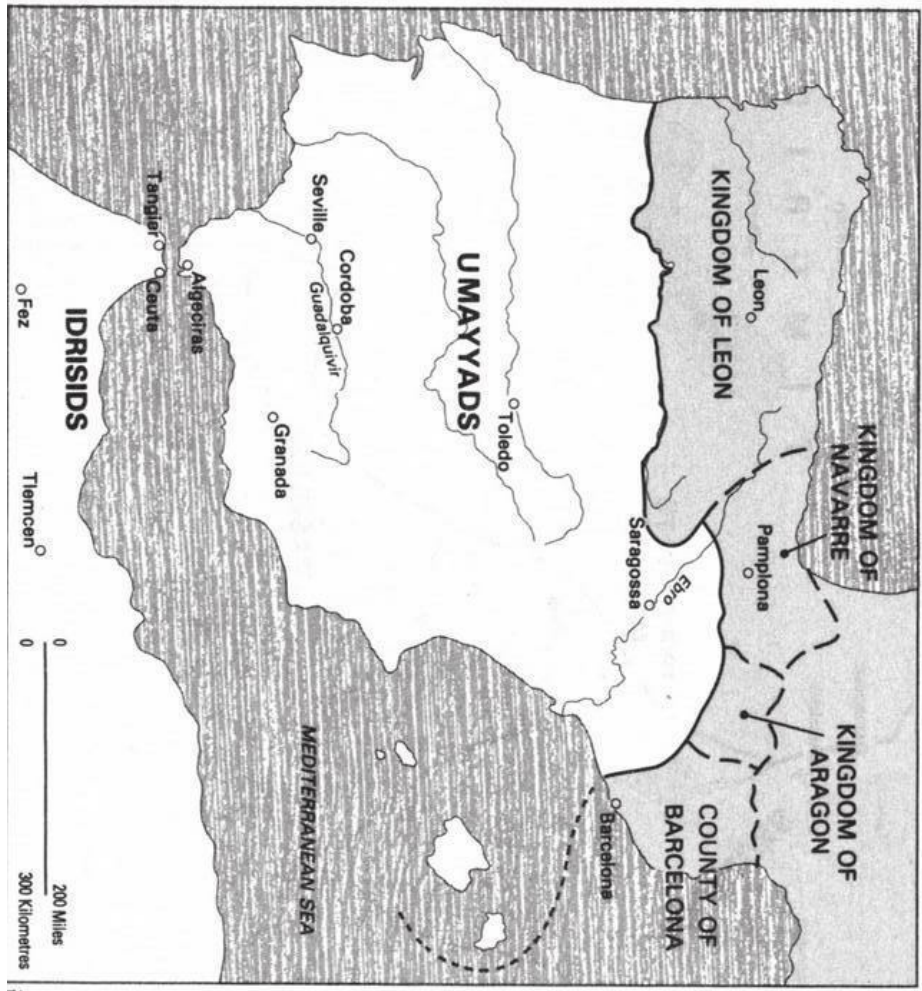 KINGDOM OF LEON
Leon
KINGDOM OF
NAVARRE
Pamplona
KINGDOM OF
ARAGON
COUNTY OF
BARCELONA
Barcelona
Saragossa
Ebro
UMAYYADS
Toledo
Cordoba
Guadalquivir
Seville
Granada
Algeciras
Tangier
Ceuta
IDRISIDS
Fez
Tlemcen
MEDITERRANEAN SEA
0
200 Miles
0
300 Kilometres